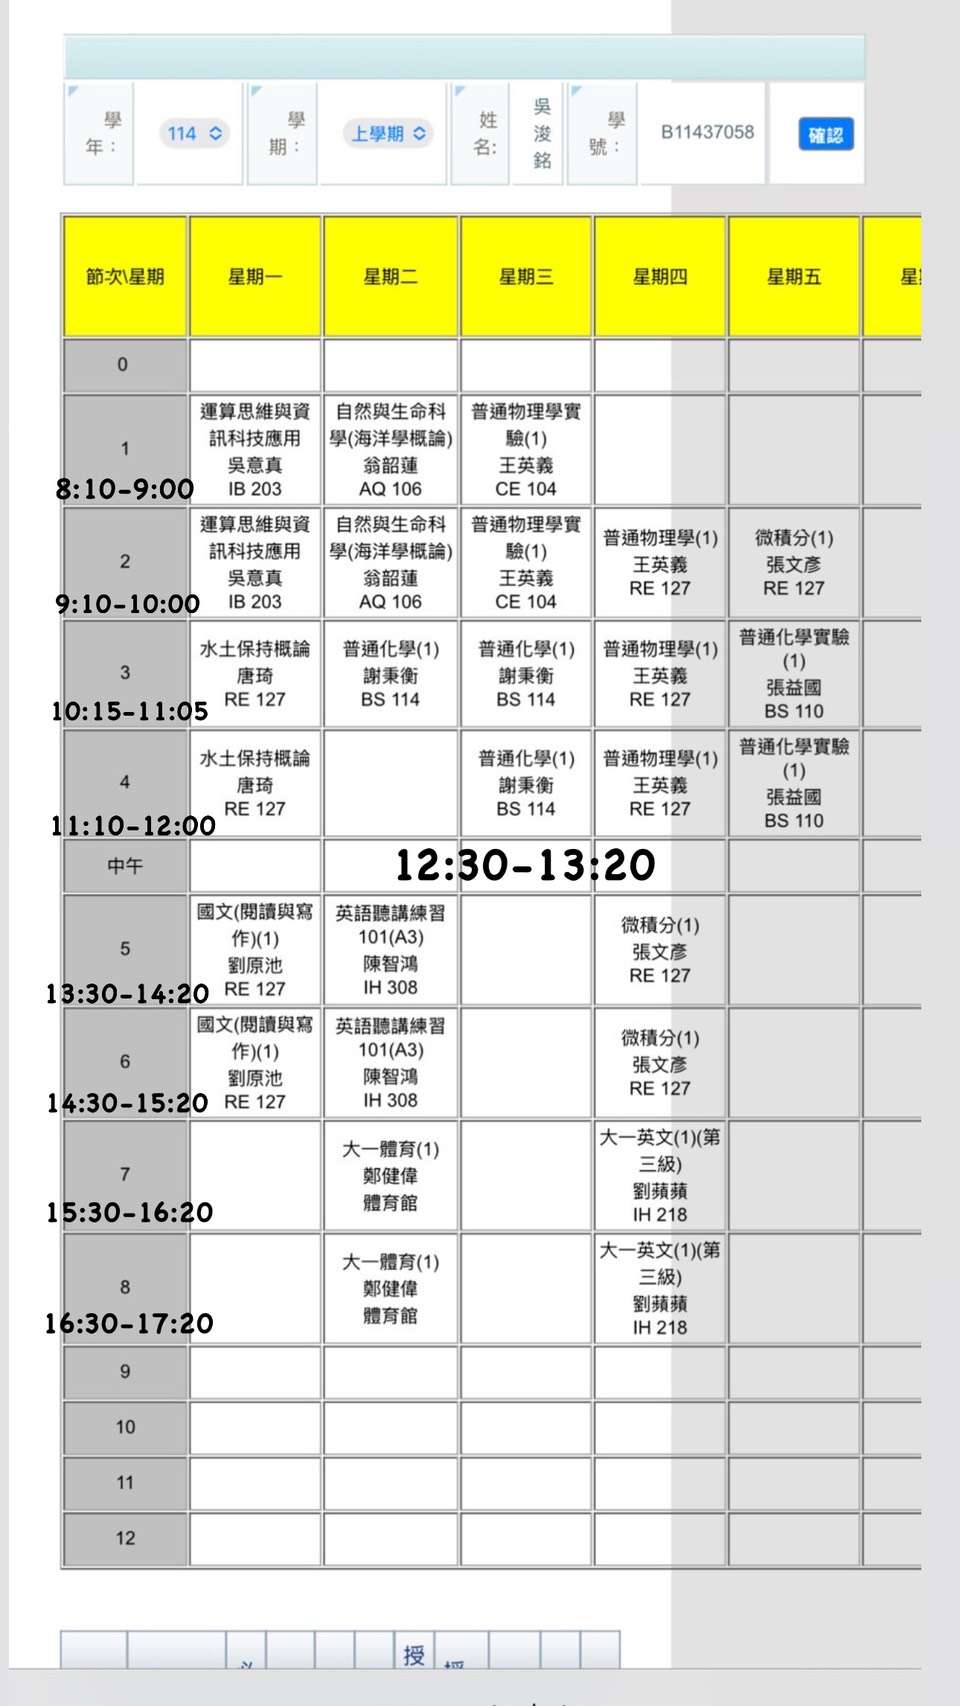 學年：
114
學期：
上學期
姓名:
吳浚銘
學號：
B11437058
確認
節次\星期 星期一 星期二 星期三 星期四 星期五
0
1
8:10-9:00
運算思維與資
訊科技應用
吳意真
IB 203
自然與生命科
學(海洋學概論)
翁韶蓮
AQ 106
普通物理學實
驗(1)
王英義
CE 104
2
9:10-10:00
運算思維與資
訊科技應用
吳意真
IB 203
自然與生命科
學(海洋學概論)
翁韶蓮
AQ 106
普通物理學實
驗(1)
王英義
CE 104
普通物理學(1)
王英義
RE 127
微積分(1)
張文彥
RE 127
3
10:15-11:05
水土保持概論
唐琦
RE 127
普通化學(1)
謝秉衡
BS 114
普通化學(1)
謝秉衡
BS 114
普通物理學(1)
王英義
RE 127
普通化學實驗
(1)
張益國
BS 110
4
11:10-12:00
水土保持概論
唐琦
RE 127
普通化學(1)
謝秉衡
BS 114
普通物理學(1)
王英義
RE 127
普通化學實驗
(1)
張益國
BS 110
中午
12:30-13:20
5
13:30-14:20
國文(閱讀與寫
作)(1)
劉原池
RE 127
英語聽講練習
101(A3)
陳智鴻
IH 308
微積分(1)
張文彥
RE 127
6
14:30-15:20
國文(閱讀與寫
作)(1)
劉原池
RE 127
英語聽講練習
101(A3)
陳智鴻
IH 308
微積分(1)
張文彥
RE 127
7
15:30-16:20
大一體育(1)
鄭健偉
體育館
大一英文(1)(第
三級)
劉蘋蘋
IH 218
8
16:30-17:20
大一體育(1)
鄭健偉
體育館
大一英文(1)(第
三級)
劉蘋蘋
IH 218
9
10
11
12
授